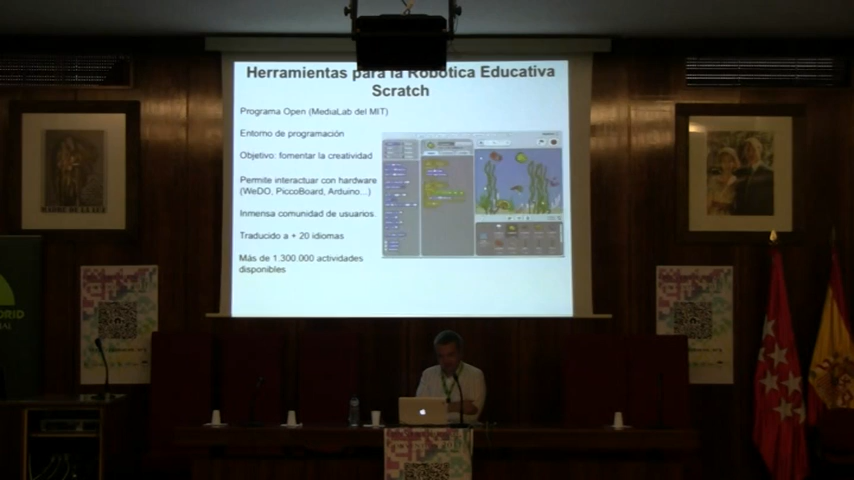 Herramientas para la Robótica Educativa
Scratch
Programa Open (MediaLab del MIT)
Entorno de programación
Objetivo: fomentar la creatividad
Permite interactuar con hardware
(WeDO, PiccoBoard, Arduino...)
Inmensa comunidad de usuarios
Traducido a + 20 idiomas
Más de 1.300.000 actividades
disponibles